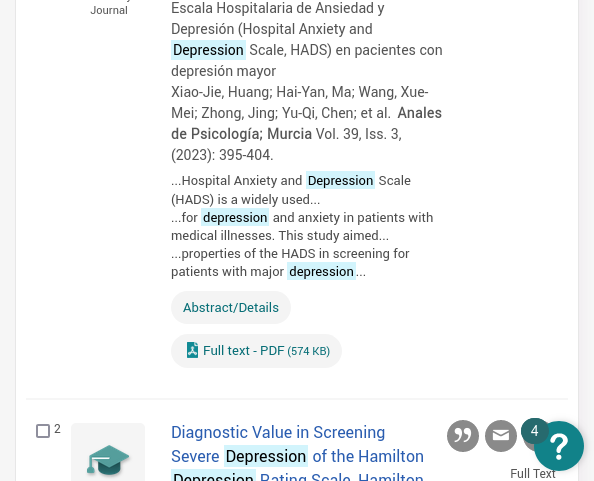 Journal
Escala Hospitalaria de Ansiedad y
Depresión (Hospital Anxiety and
Depression Scale, HADS) en pacientes con
depresión mayor
Xiao-Jie, Huang; Hai-Yan, Ma; Wang, Xue-
Mei; Zhong, Jing; Yu-Qi, Chen; et al. Anales
de Psicología; Murcia Vol. 39, Iss. 3,
(2023): 395-404.
...Hospital Anxiety and Depression Scale
(HADS) is a widely used...
...for depression and anxiety in patients with
medical illnesses. This study aimed...
...properties of the HADS in screening for
patients with major depression...
Abstract/Details
Full text - PDF (574 KB)
2
Diagnostic Value in Screening
Severe Depression of the Hamilton
Depression Rating Scale, Hamilton
4
?
Full Text